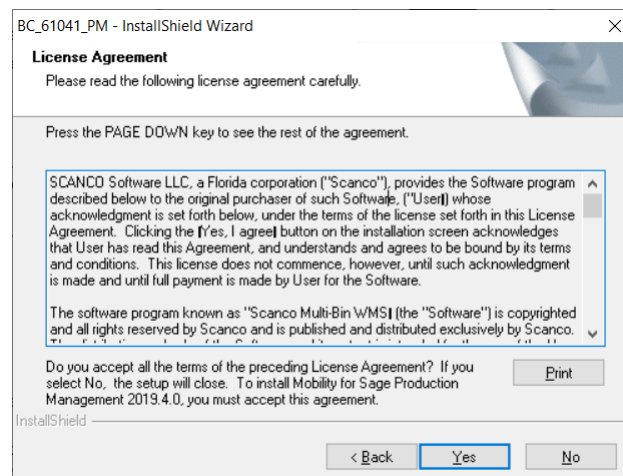 BC_61041_PM - InstallShield Wizard
License Agreement
Please read the following license agreement carefully.
Press the PAGE DOWN key to see the rest of the agreement.
SCANCO Software LLC, a Florida corporation ("Scanco"), provides the Software program
described below to the original purchaser of such Software, ("User▯) whose
acknowledgment is set forth below, under the terms of the license set forth in this License
Agreement. Clicking the ▯Yes, I agree▯ button on the installation screen acknowledges
that User has read this Agreement, and understands and agrees to be bound by its terms
and conditions. This license does not commence, however, until such acknowledgment
is made and until full payment is made by User for the Software.
The software program known as "Scanco Multi-Bin WMS▯ (the "Software") is copyrighted
and all rights reserved by Scanco and is published and distributed exclusively by Scanco.
Do you accept all the terms of the preceding License Agreement? If you
select No, the setup will close. To install Mobility for Sage Production
Management 2019.4.0, you must accept this agreement.
Print
InstallShield
< Back
Yes
No